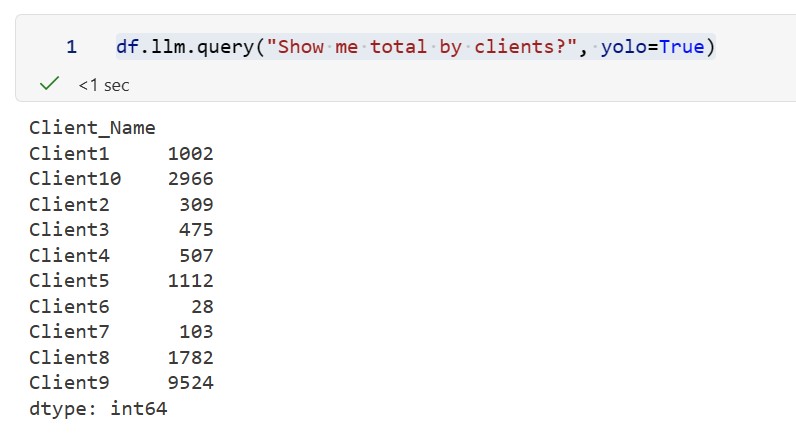 1 df.llm.query("Show me total by clients?", yolo=True)
<1 sec
Client_Name
Client1 1002
Client10 2966
Client2 309
Client3 475
Client4 507
Client5 1112
Client6 28
Client7 103
Client8 1782
Client9 9524
dtype: int64